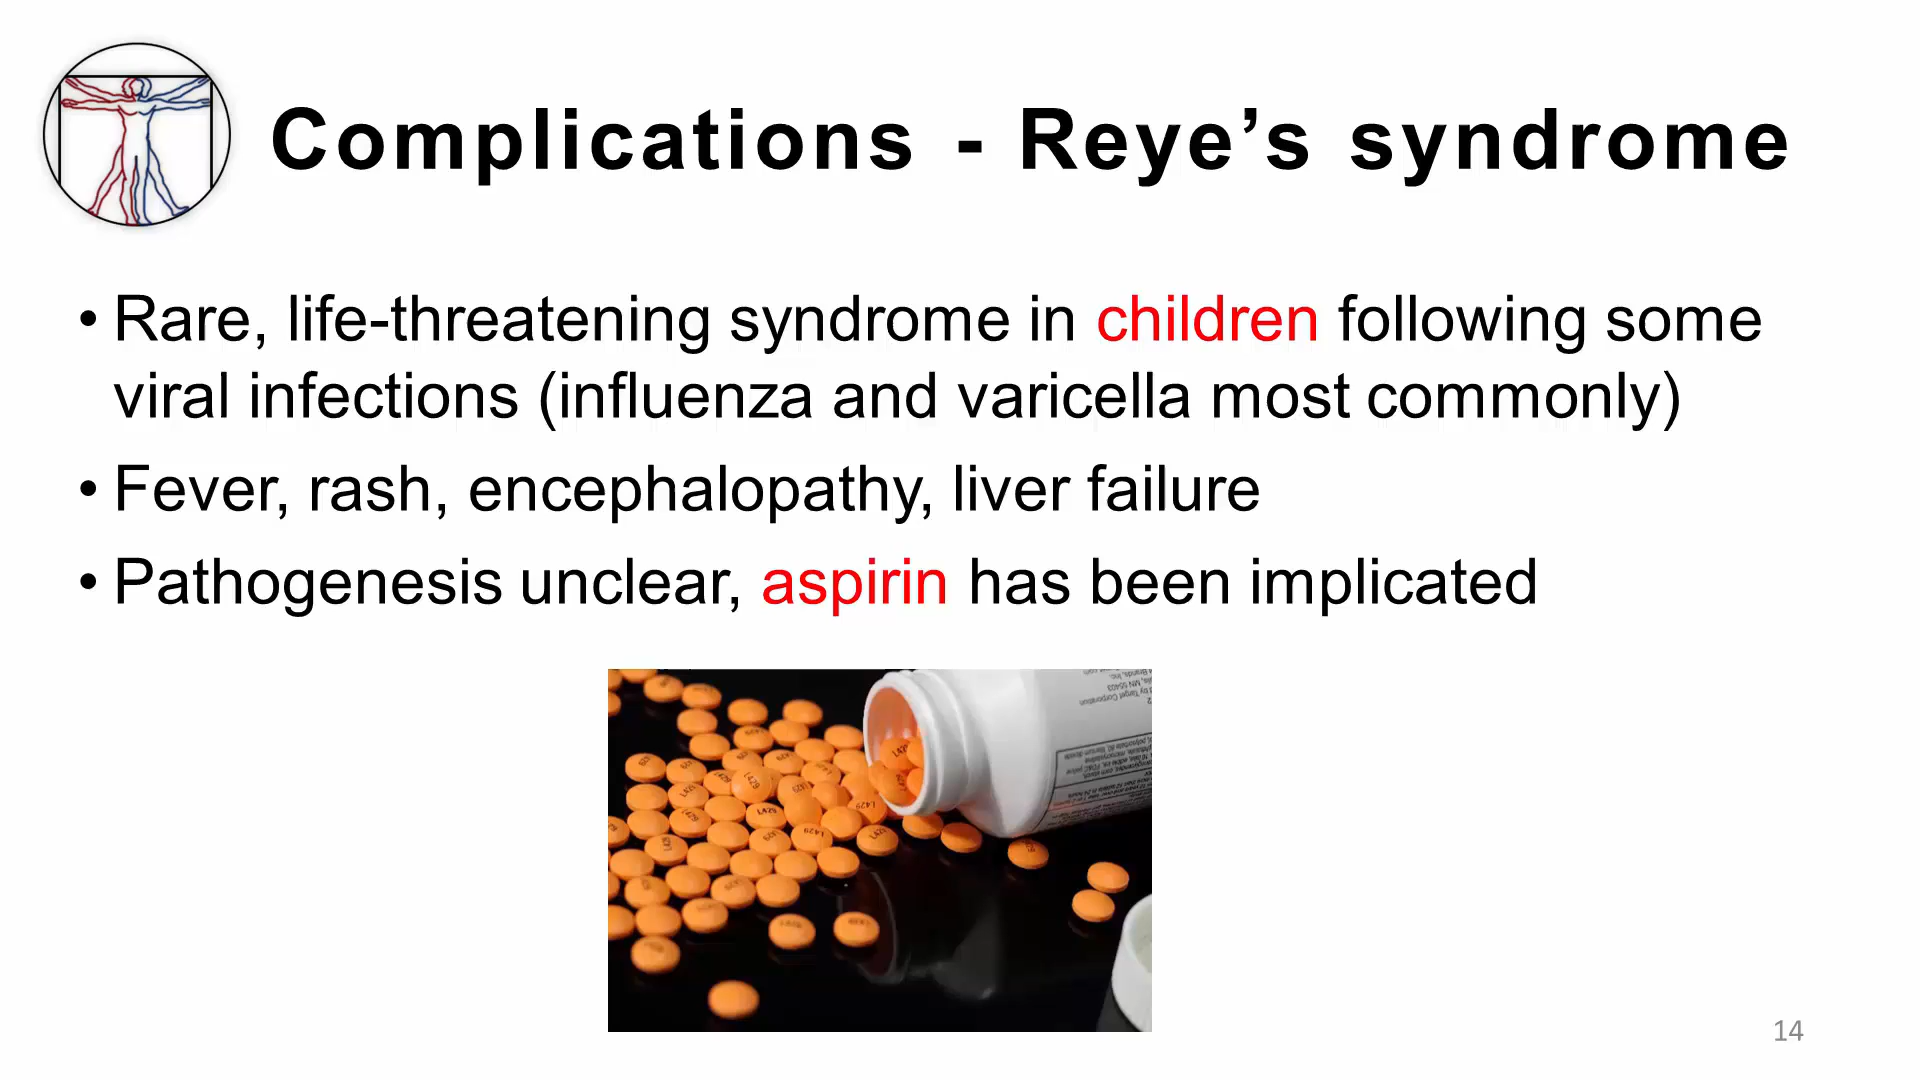 Complications - Reye’s syndrome
• Rare, life-threatening syndrome in children following some
viral infections (influenza and varicella most commonly)
• Fever, rash, encephalopathy, liver failure
• Pathogenesis unclear, aspirin has been implicated
L429
14